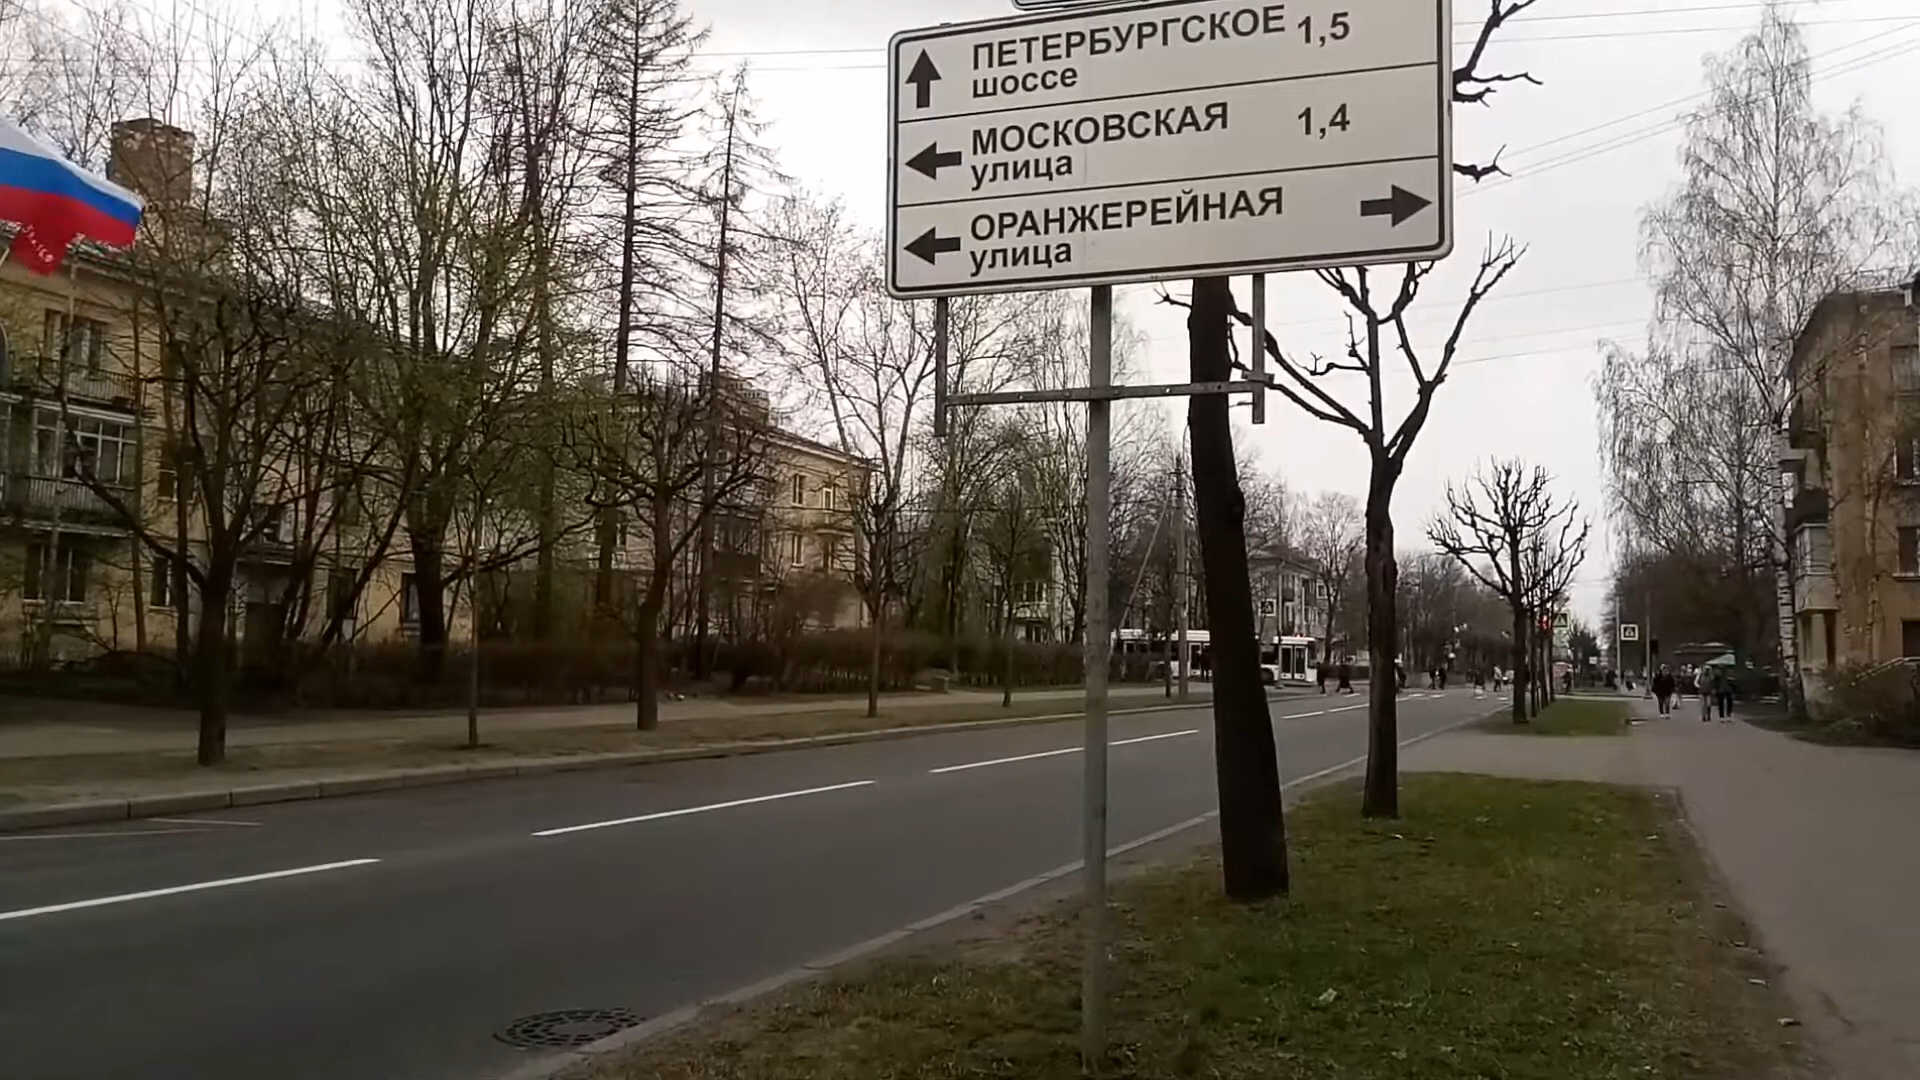 ПЕТЕРБУРГСКОЕ 1,5
шоссе
МОСКОВСКАЯ 1,4
улица
ОРАНЖЕРЕЙНАЯ
улица